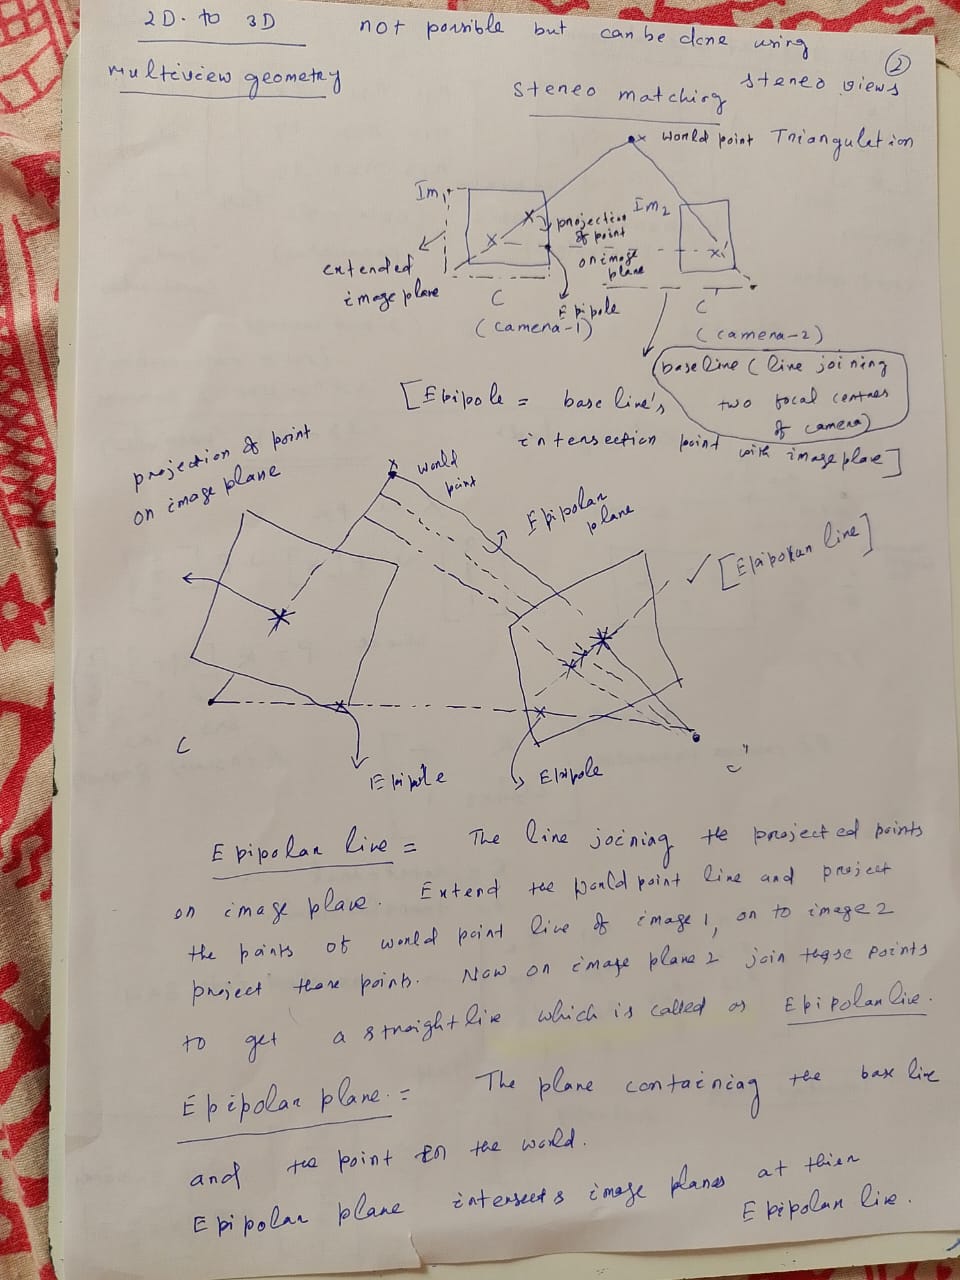 2D. to 3D not possible but can be done using
2
Multiview geometry stereo views
Stereo matching
World point Triangulation
Im1
projection
of point
on image
plane
Im2
extended
image plane
C
(camera-1)
Epipole
C'
(camera-2)
baseline (line joining
two focal centres
of camera)
[Epipole = base line's
intersection point with image plane]
projection of point
on image plane
world
point
Epipolar
plane
[Epipolar line]
C
Epipole
Epipole
C'
Epipolar line = The line joining the projected points
on image plane. Extend the world point line and project
the points of world point line of image 1, on to image 2
project those points. Now on image plane 2 join these points
to get a straight line which is called as Epipolar line.
Epipolar plane. = The plane containing the base line
and the point in the world.
Epipolar plane intersects image planes at their
Epipolar line.